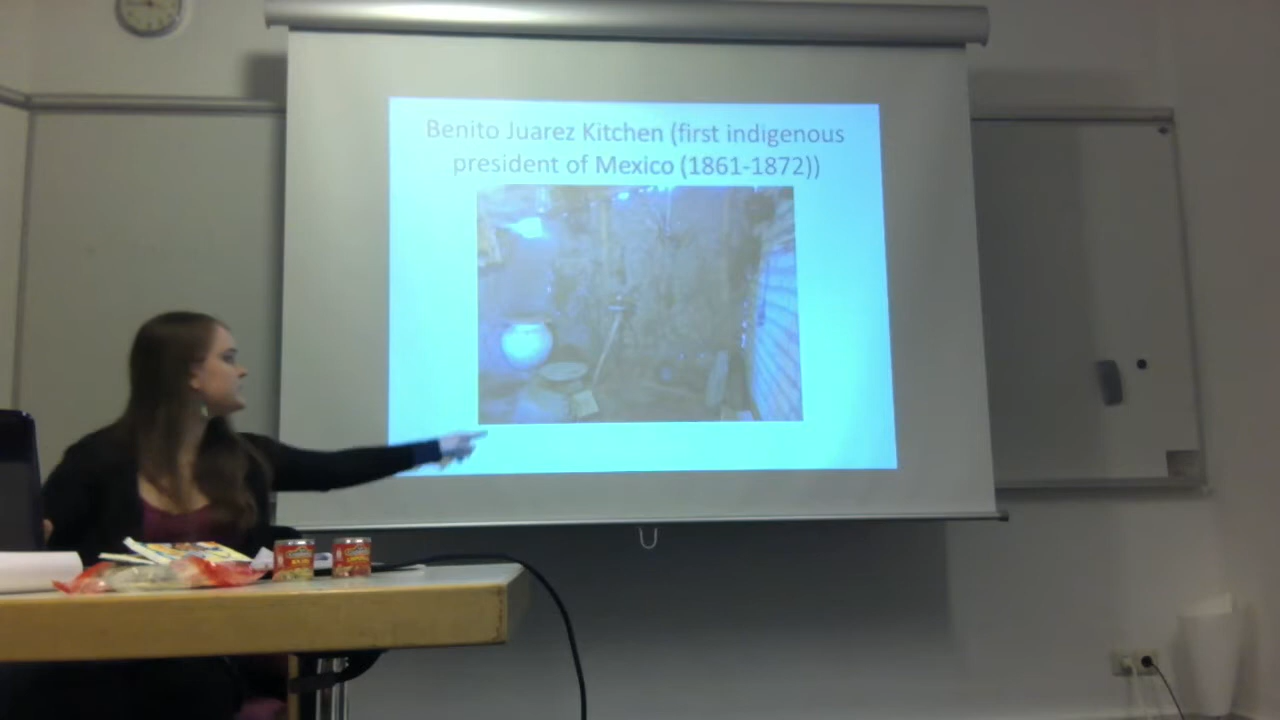 Benito Juarez Kitchen (first indigenous
president of Mexico (1861-1872))